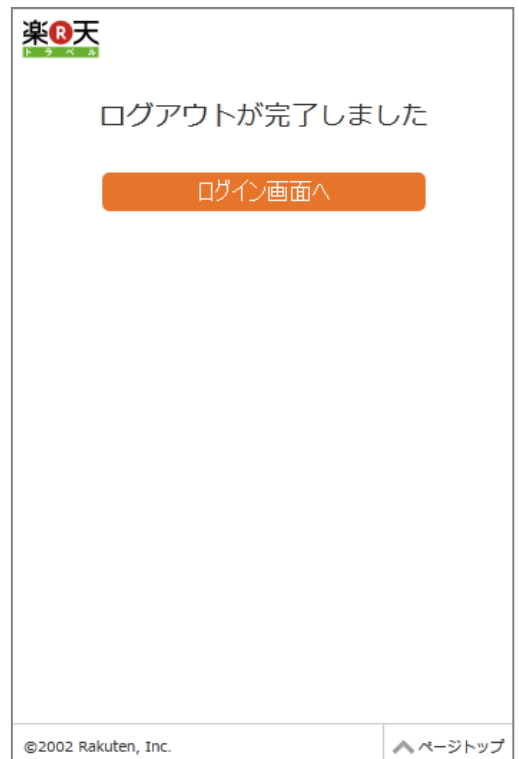 楽R天
トラベル
ログアウトが完了しました
ログイン画面へ
©2002 Rakuten, Inc.
ページトップ